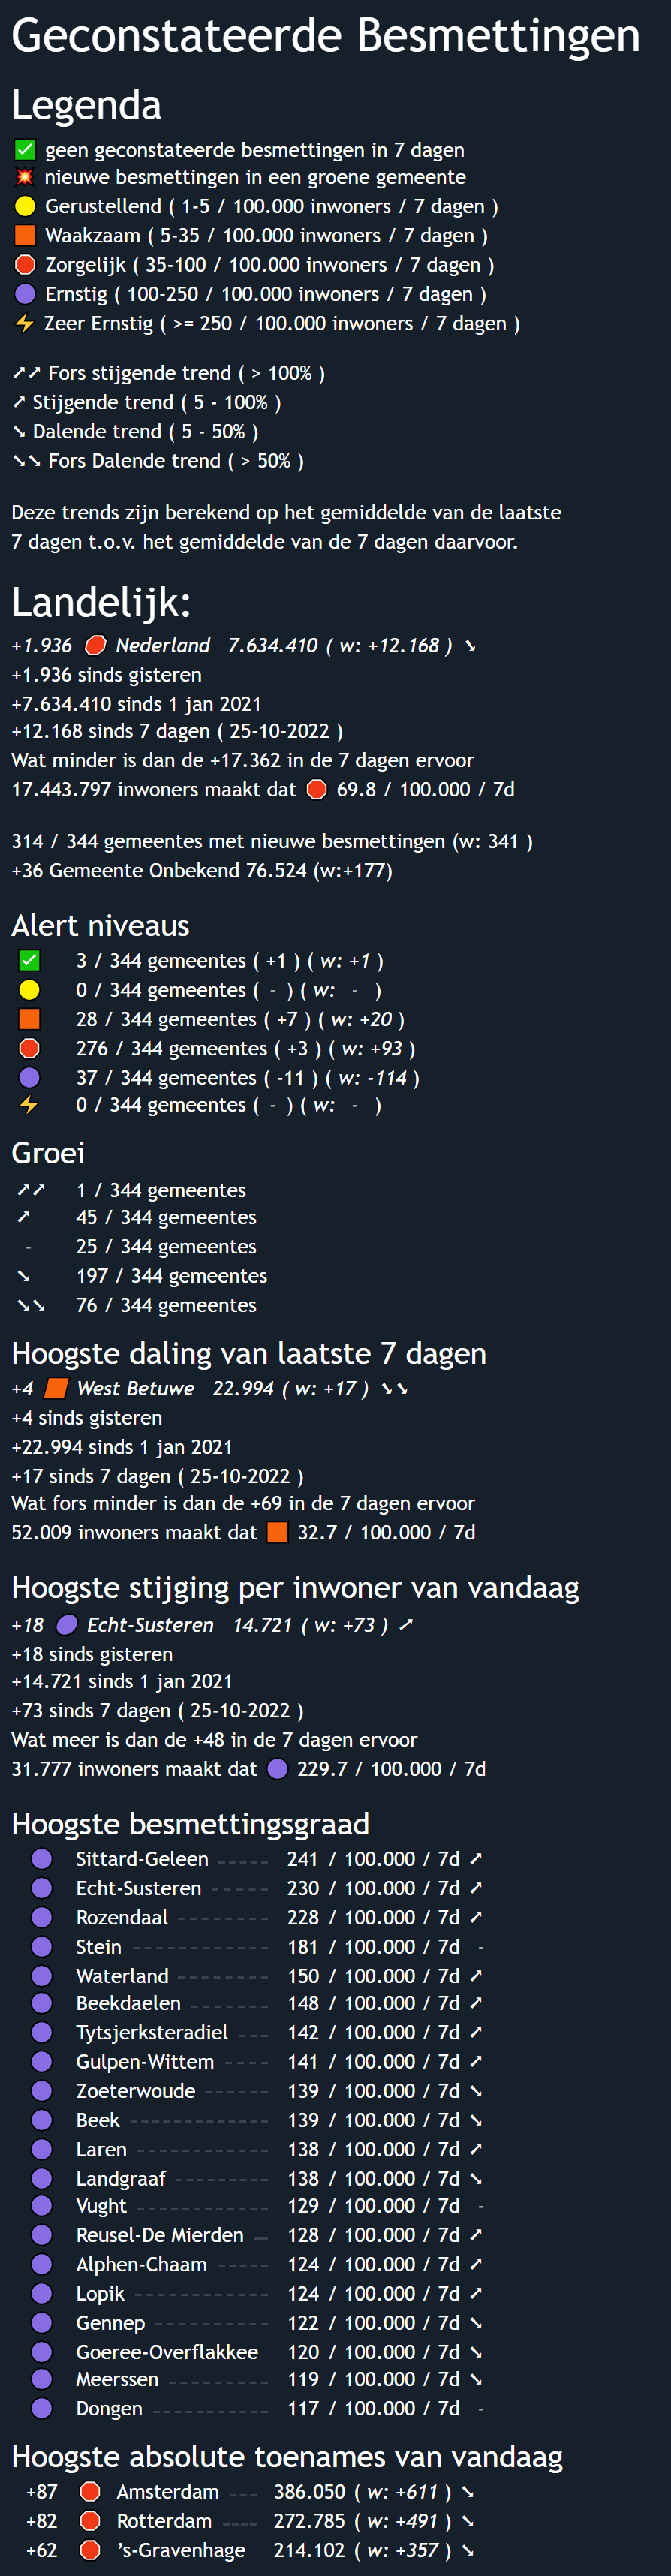 Geconstateerde Besmettingen
Legenda
✅ geen geconstateerde besmettingen in 7 dagen
💥 nieuwe besmettingen in een groene gemeente
🟡 Gerustellend ( 1-5 / 100.000 inwoners / 7 dagen )
🟧 Waakzaam ( 5-35 / 100.000 inwoners / 7 dagen )
🛑 Zorgelijk ( 35-100 / 100.000 inwoners / 7 dagen )
🟣 Ernstig ( 100-250 / 100.000 inwoners / 7 dagen )
⚡ Zeer Ernstig ( >= 250 / 100.000 inwoners / 7 dagen )
➚➚ Fors stijgende trend ( > 100% )
➚ Stijgende trend ( 5 - 100% )
➘ Dalende trend ( 5 - 50% )
➘➘ Fors Dalende trend ( > 50% )
Deze trends zijn berekend op het gemiddelde van de laatste
7 dagen t.o.v. het gemiddelde van de 7 dagen daarvoor.
Landelijk:
+1.936 🛑 Nederland 7.634.410 ( w: +12.168 ) ➘
+1.936 sinds gisteren
+7.634.410 sinds 1 jan 2021
+12.168 sinds 7 dagen ( 25-10-2022 )
Wat minder is dan de +17.362 in de 7 dagen ervoor
17.443.797 inwoners maakt dat 🛑 69.8 / 100.000 / 7d
314 / 344 gemeentes met nieuwe besmettingen (w: 341 )
+36 Gemeente Onbekend 76.524 (w:+177)
Alert niveaus
✅ 3 / 344 gemeentes ( +1 ) ( w: +1 )
🟡 0 / 344 gemeentes ( - ) ( w: - )
🟧 28 / 344 gemeentes ( +7 ) ( w: +20 )
🛑 276 / 344 gemeentes ( +3 ) ( w: +93 )
🟣 37 / 344 gemeentes ( -11 ) ( w: -114 )
⚡ 0 / 344 gemeentes ( - ) ( w: - )
Groei
➚➚ 1 / 344 gemeentes
➚ 45 / 344 gemeentes
- 25 / 344 gemeentes
➘ 197 / 344 gemeentes
➘➘ 76 / 344 gemeentes
Hoogste daling van laatste 7 dagen
+4 🟧 West Betuwe 22.994 ( w: +17 ) ➘➘
+4 sinds gisteren
+22.994 sinds 1 jan 2021
+17 sinds 7 dagen ( 25-10-2022 )
Wat fors minder is dan de +69 in de 7 dagen ervoor
52.009 inwoners maakt dat 🟧 32.7 / 100.000 / 7d
Hoogste stijging per inwoner van vandaag
+18 🟣 Echt-Susteren 14.721 ( w: +73 ) ➚
+18 sinds gisteren
+14.721 sinds 1 jan 2021
+73 sinds 7 dagen ( 25-10-2022 )
Wat meer is dan de +48 in de 7 dagen ervoor
31.777 inwoners maakt dat 🟣 229.7 / 100.000 / 7d
Hoogste besmettingsgraad
🟣 Sittard-Geleen ----- 241 / 100.000 / 7d ➚
🟣 Echt-Susteren ------ 230 / 100.000 / 7d ➚
🟣 Rozendaal -------- 228 / 100.000 / 7d ➚
🟣 Stein ------------ 181 / 100.000 / 7d -
🟣 Waterland -------- 150 / 100.000 / 7d ➚
🟣 Beekdaelen ------- 148 / 100.000 / 7d ➚
🟣 Tytsjerksteradiel --- 142 / 100.000 / 7d ➚
🟣 Gulpen-Wittem ---- 141 / 100.000 / 7d ➚
🟣 Zoeterwoude ------ 139 / 100.000 / 7d ➘
🟣 Beek ------------ 139 / 100.000 / 7d ➘
🟣 Laren ------------ 138 / 100.000 / 7d ➚
🟣 Landgraaf -------- 138 / 100.000 / 7d ➘
🟣 Vught ------------ 129 / 100.000 / 7d -
🟣 Reusel-De Mierden - 128 / 100.000 / 7d ➚
🟣 Alphen-Chaam ----- 124 / 100.000 / 7d ➚
🟣 Lopik ------------ 124 / 100.000 / 7d ➚
🟣 Gennep ---------- 122 / 100.000 / 7d ➘
🟣 Goeree-Overflakkee 120 / 100.000 / 7d ➘
🟣 Meerssen --------- 119 / 100.000 / 7d ➘
🟣 Dongen ---------- 117 / 100.000 / 7d -
Hoogste absolute toenames van vandaag
+87 🛑 Amsterdam --- 386.050 ( w: +611 ) ➘
+82 🛑 Rotterdam ---- 272.785 ( w: +491 ) ➘
+62 🛑 's-Gravenhage 214.102 ( w: +357 ) ➘